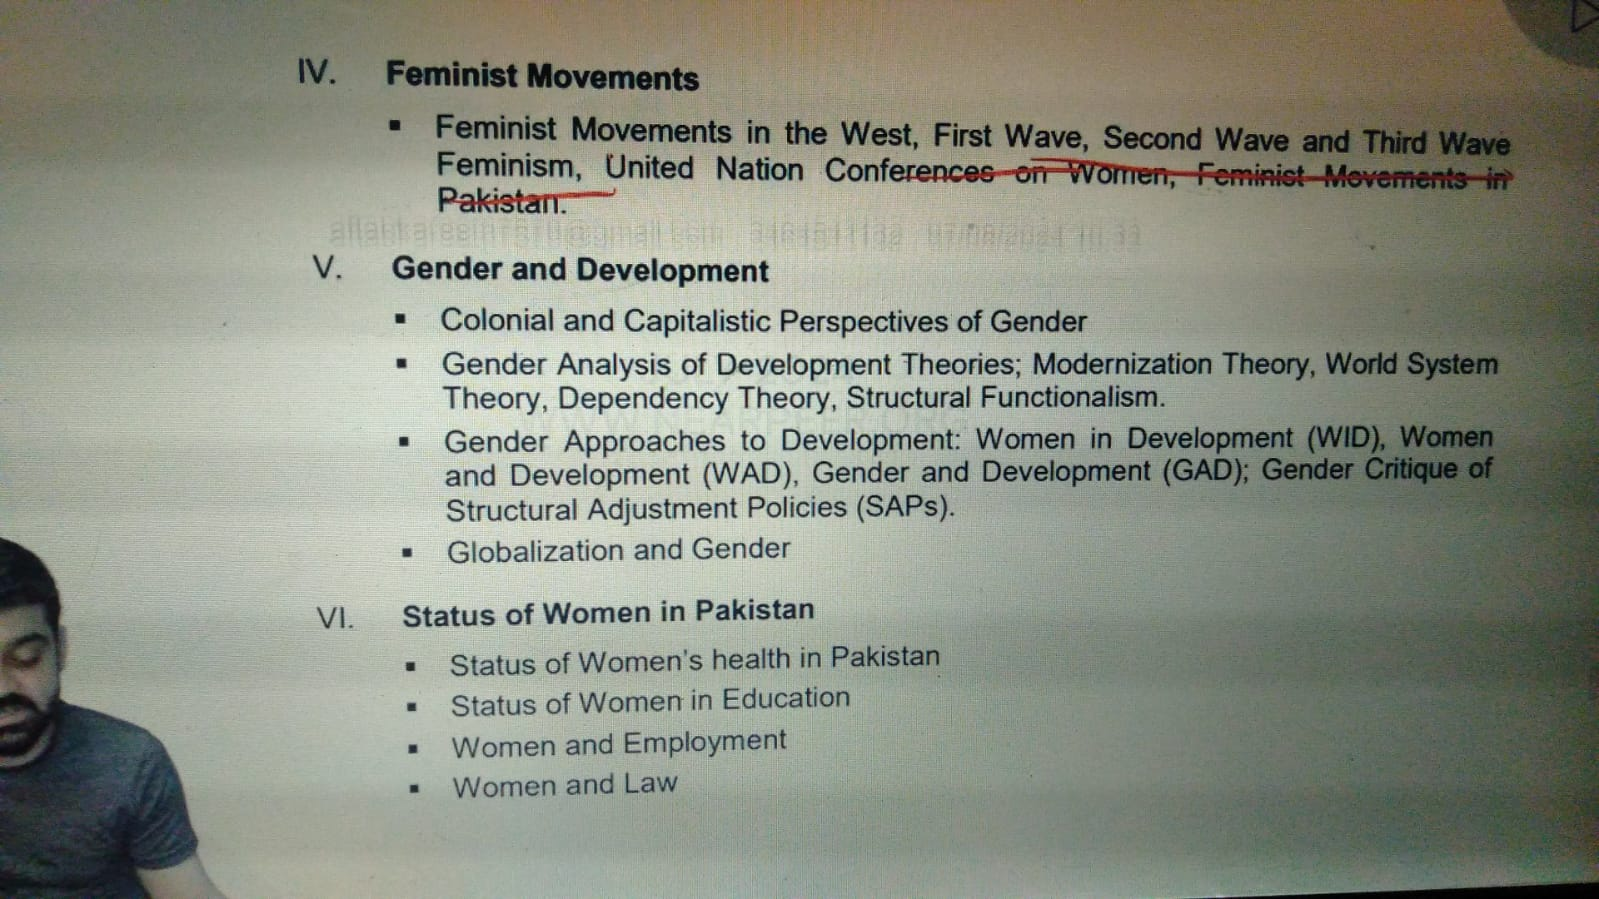 IV. Feminist Movements
▪ Feminist Movements in the West, First Wave, Second Wave and Third Wave
Feminism, United Nation Conferences on Women, Feminist Movements in
Pakistan.
V. Gender and Development
▪ Colonial and Capitalistic Perspectives of Gender
▪ Gender Analysis of Development Theories; Modernization Theory, World System
Theory, Dependency Theory, Structural Functionalism.
▪ Gender Approaches to Development: Women in Development (WID), Women
and Development (WAD), Gender and Development (GAD); Gender Critique of
Structural Adjustment Policies (SAPs).
▪ Globalization and Gender
VI. Status of Women in Pakistan
▪ Status of Women's health in Pakistan
▪ Status of Women in Education
▪ Women and Employment
▪ Women and Law